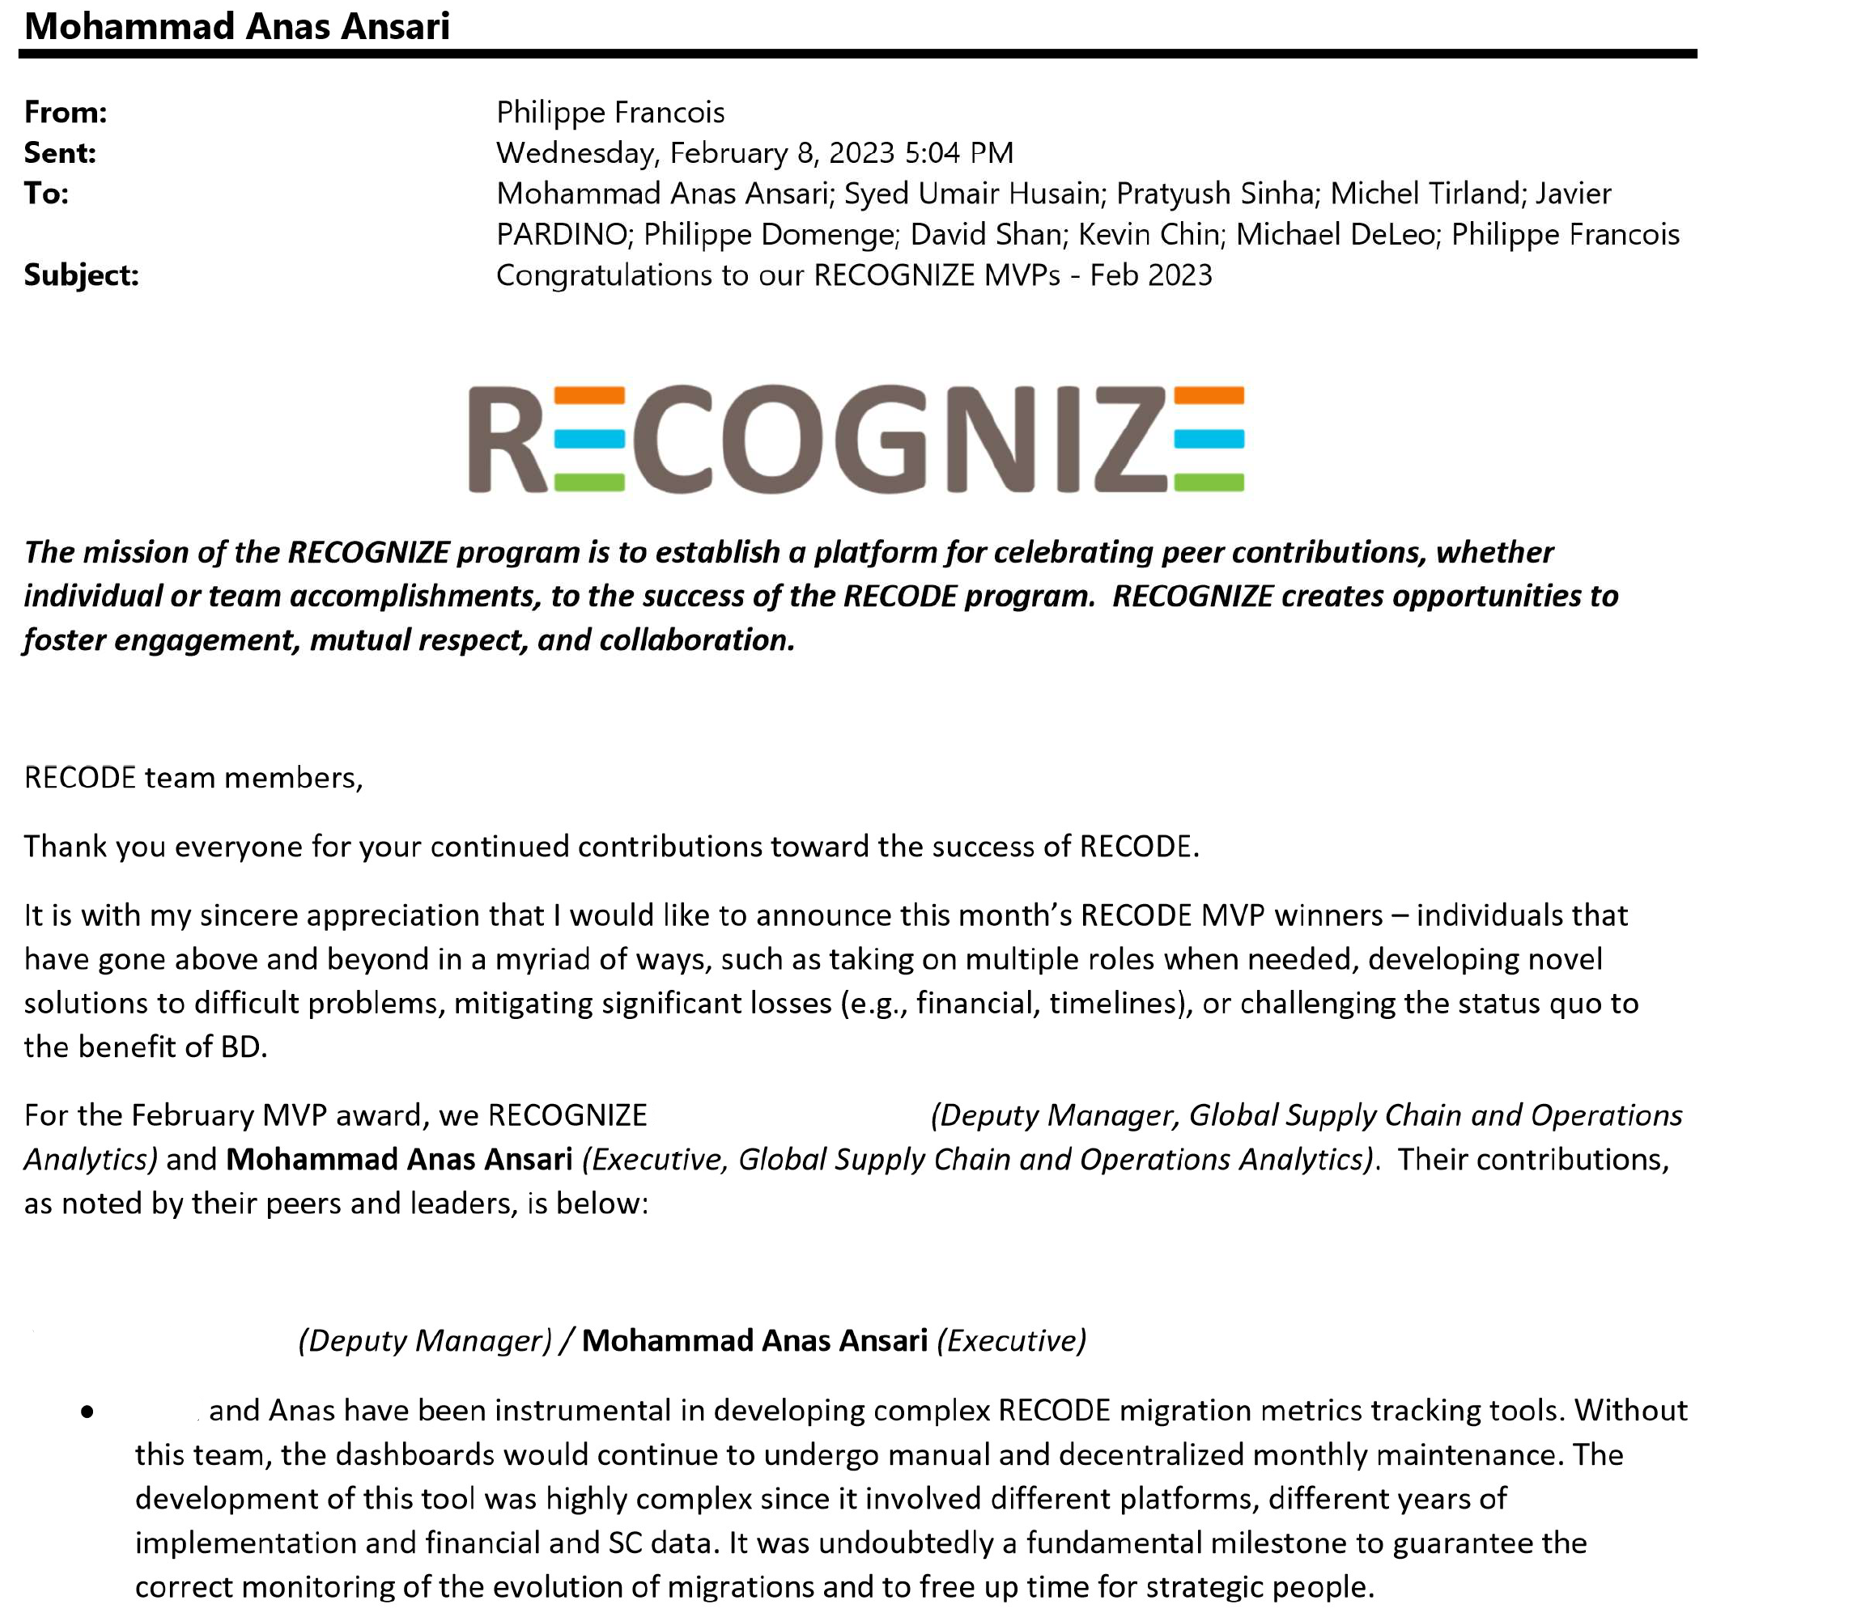 Mohammad Anas Ansari
From: Philippe Francois
Sent: Wednesday, February 8, 2023 5:04 PM
To: Mohammad Anas Ansari; Syed Umair Husain; Pratyush Sinha; Michel Tirland; Javier
PARDINO; Philippe Domenge; David Shan; Kevin Chin; Michael DeLeo; Philippe Francois
Subject: Congratulations to our RECOGNIZE MVPs - Feb 2023
RECOGNIZE
The mission of the RECOGNIZE program is to establish a platform for celebrating peer contributions, whether
individual or team accomplishments, to the success of the RECODE program.  RECOGNIZE creates opportunities to
foster engagement, mutual respect, and collaboration.
RECODE team members,
Thank you everyone for your continued contributions toward the success of RECODE.
It is with my sincere appreciation that I would like to announce this month’s RECODE MVP winners – individuals that
have gone above and beyond in a myriad of ways, such as taking on multiple roles when needed, developing novel
solutions to difficult problems, mitigating significant losses (e.g., financial, timelines), or challenging the status quo to
the benefit of BD.
For the February MVP award, we RECOGNIZE (Deputy Manager, Global Supply Chain and Operations
Analytics) and Mohammad Anas Ansari (Executive, Global Supply Chain and Operations Analytics).  Their contributions,
as noted by their peers and leaders, is below:
(Deputy Manager) / Mohammad Anas Ansari (Executive)
• and Anas have been instrumental in developing complex RECODE migration metrics tracking tools. Without
this team, the dashboards would continue to undergo manual and decentralized monthly maintenance. The
development of this tool was highly complex since it involved different platforms, different years of
implementation and financial and SC data. It was undoubtedly a fundamental milestone to guarantee the
correct monitoring of the evolution of migrations and to free up time for strategic people.